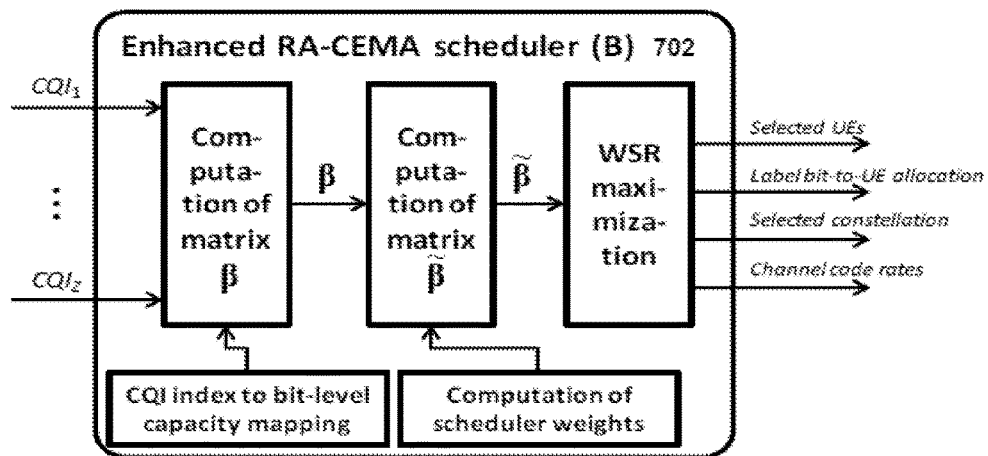 Enhanced RA-CEMA scheduler (B) 702
CQI₁
⋮
CQI_Z
Com-
puta-
tion of
matrix
β
β
Com-
puta-
tion of
matrix
β̃
β̃
WSR
maxi-
miza-
tion
Selected UEs
Label bit-to-UE allocation
Selected constellation
Channel code rates
CQI index to bit-level
capacity mapping
Computation of
scheduler weights